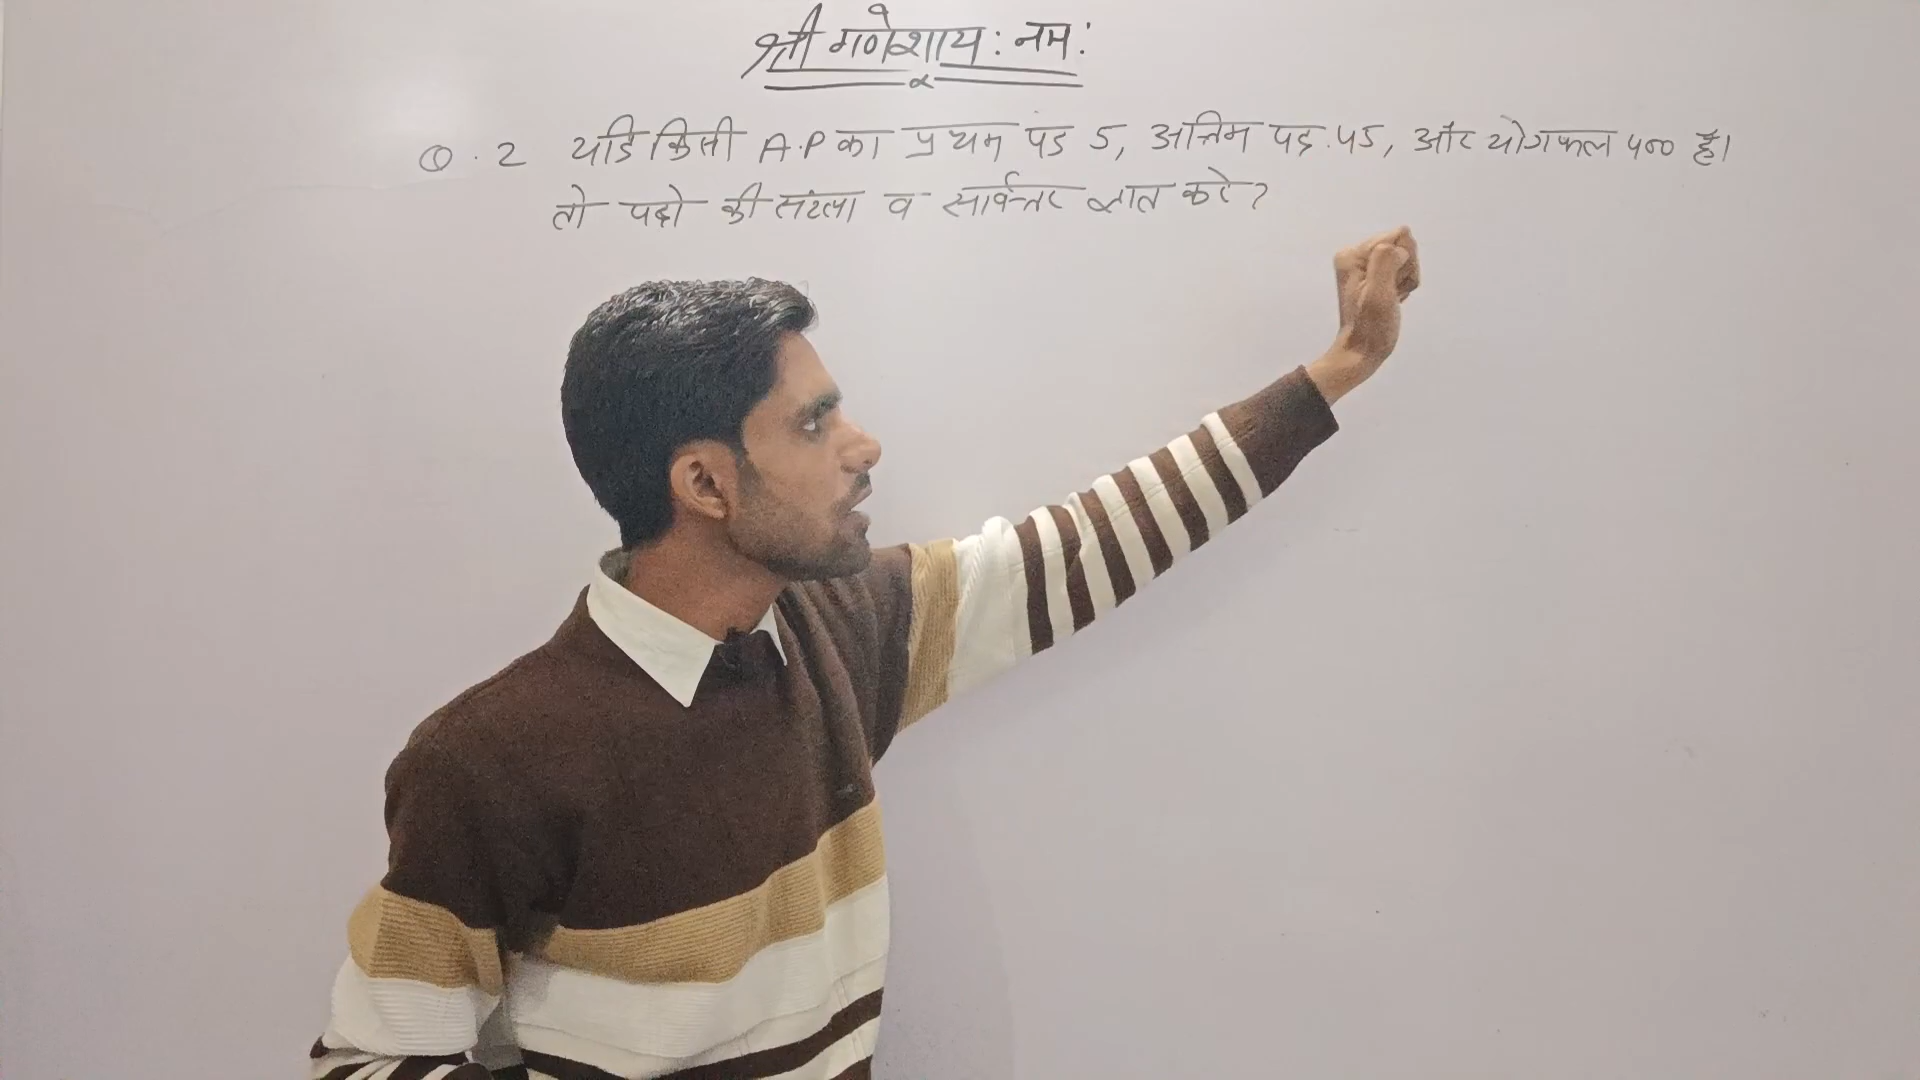 श्री गणेशाय: नम:
Q.2 यदि किसी A.P का प्रथम पद 5, अन्तिम पद 45, और योगफल 400 है।
तो पदो की संख्या व सार्वन्तर ज्ञात करे?